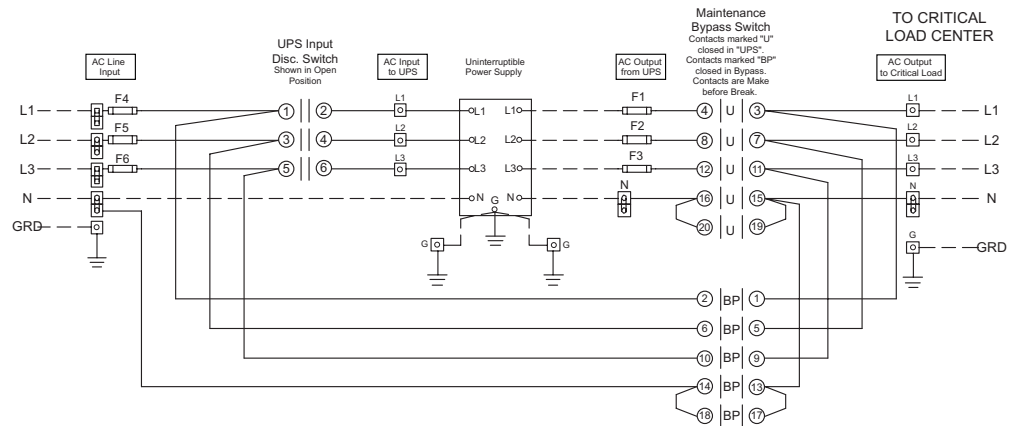 Maintenance
Bypass Switch
Contacts marked "U"
closed in "UPS".
Contacts marked "BP"
closed in Bypass.
Contacts are Make
before Break.
TO CRITICAL
LOAD CENTER
UPS Input
Disc. Switch
Shown in Open
Position
AC Line
Input
AC Input
to UPS
Uninterruptible
Power Supply
AC Output
from UPS
AC Output
to Critical Load
L1 F4 1 2 L1 L1 L1 F1 4 U 3 L1 L1
L2 F5 3 4 L2 L2 L2 F2 8 U 7 L2 L2
L3 F6 5 6 L3 L3 L3 F3 12 U 11 L3 L3
N N G N N 16 U 15 N N
20 U 19
GRD G G G GRD
2 BP 1
6 BP 5
10 BP 9
14 BP 13
18 BP 17